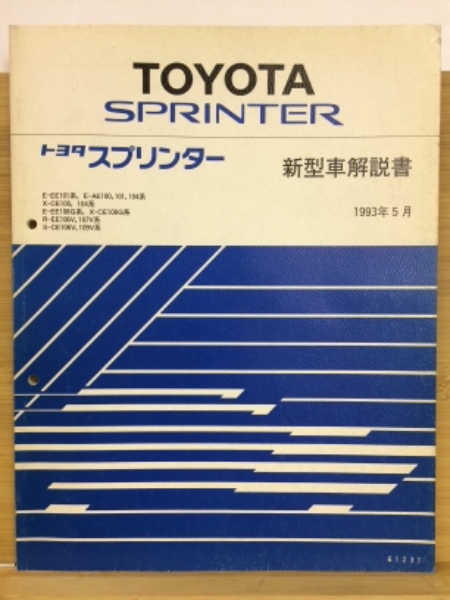 TOYOTA
SPRINTER
トヨタ スプリンター
新型車解説書
E-EE101系、E-AE100,101,104系
X-CE100, 104系
E-EE108G系、X-CE108G系
R-EE106V,107V系
S-CE106V,109V系
1993年5月
61231